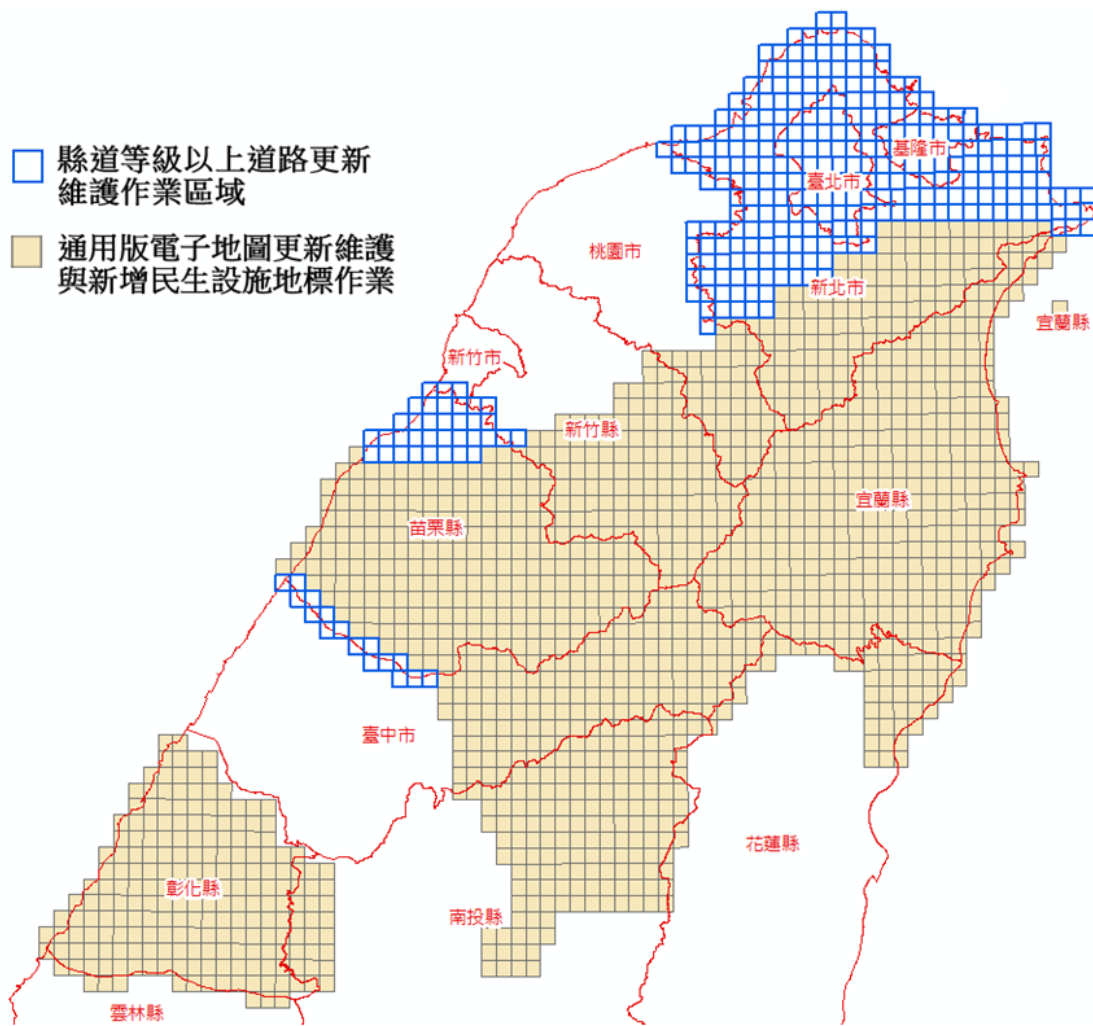 縣道等級以上道路更新
維護作業區域
通用版電子地圖更新維護
與新增民生設施地標作業
基隆市
臺北市
桃園市
新北市
宜蘭縣
新竹市
新竹縣
宜蘭縣
苗栗縣
臺中市
花蓮縣
彰化縣
南投縣
雲林縣